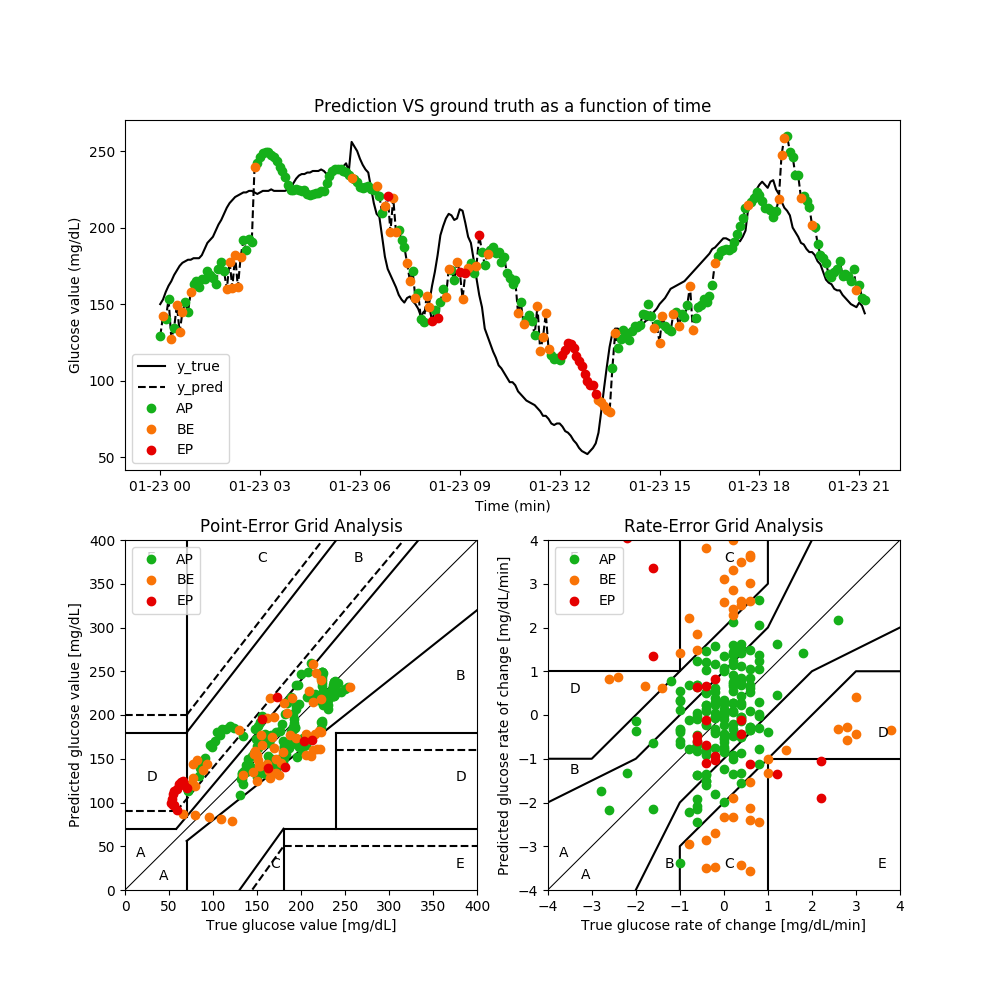 Prediction VS ground truth as a function of time
Glucose value (mg/dL)
250
200
150
100
50
y_true
y_pred
AP
BE
EP
01-23 00 01-23 03 01-23 06 01-23 09 01-23 12 01-23 15 01-23 18 01-23 21
Time (min)
Point-Error Grid Analysis
Predicted glucose value [mg/dL]
400
350
300
250
200
150
100
50
0
AP
BE
EP
C
B
B
D
D
A
A
C
E
0 50 100 150 200 250 300 350 400
True glucose value [mg/dL]
Rate-Error Grid Analysis
Predicted glucose rate of change [mg/dL/min]
4
3
2
1
0
−1
−2
−3
−4
AP
BE
EP
C
D
D
B
A
A
B
C
E
−4 −3 −2 −1 0 1 2 3 4
True glucose rate of change [mg/dL/min]